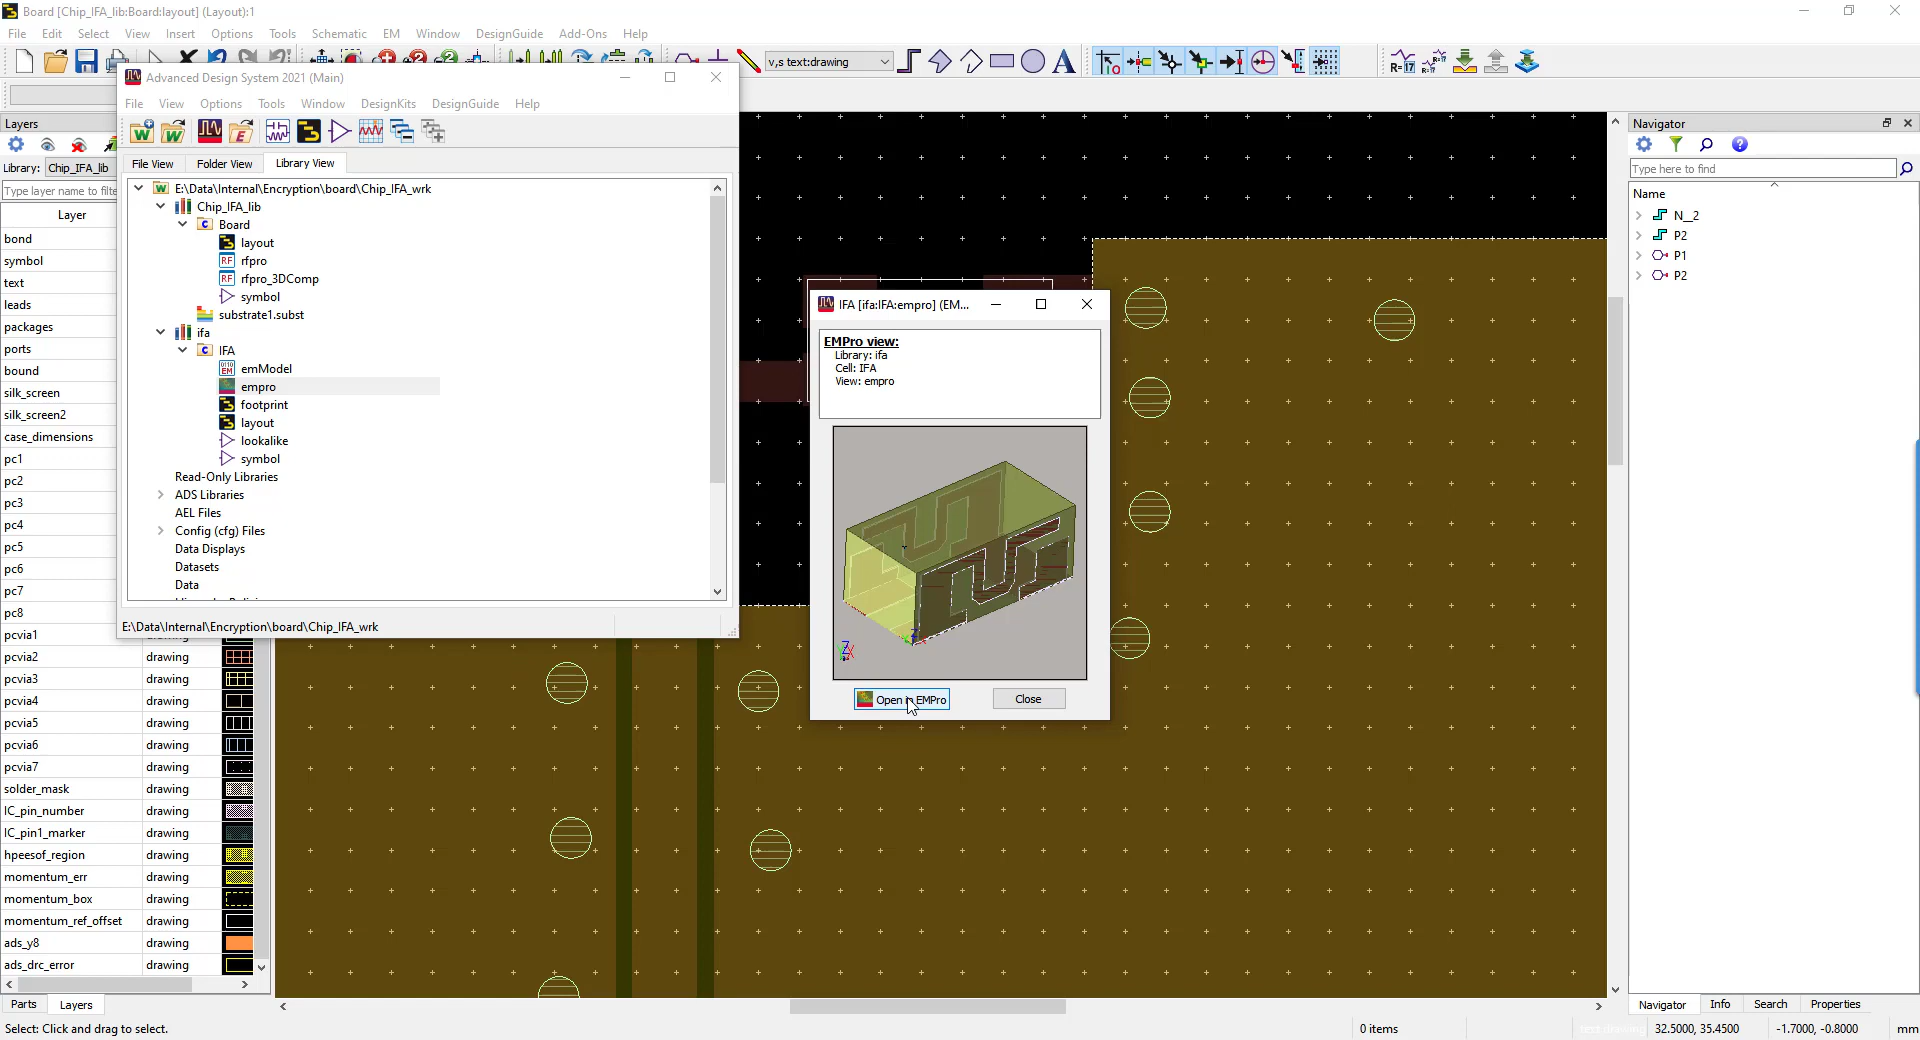 Board [Chip_IFA_lib:Board:layout] (Layout):1
File Edit Select View Insert Options Tools Schematic EM Window DesignGuide Add-Ons Help
v,s text:drawing
Advanced Design System 2021 (Main)
File View Options Tools Window DesignKits DesignGuide Help
File View Folder View Library View
E:\Data\Internal\Encryption\board\Chip_IFA_wrk
Chip_IFA_lib
Board
layout
rfpro
rfpro_3DComp
symbol
substrate1.subst
ifa
IFA
emModel
empro
footprint
layout
lookalike
symbol
Read-Only Libraries
ADS Libraries
AEL Files
Config (cfg) Files
Data Displays
Datasets
Data
E:\Data\Internal\Encryption\board\Chip_IFA_wrk
Layers
Library: Chip_IFA_lib
Type layer name to filte
Layer
bond
symbol
text
leads
packages
ports
bound
silk_screen
silk_screen2
case_dimensions
pc1
pc2
pc3
pc4
pc5
pc6
pc7
pc8
pcvia1
pcvia2 drawing
pcvia3 drawing
pcvia4 drawing
pcvia5 drawing
pcvia6 drawing
pcvia7 drawing
solder_mask drawing
IC_pin_number drawing
IC_pin1_marker drawing
hpeesof_region drawing
momentum_err drawing
momentum_box drawing
momentum_ref_offset drawing
ads_y8 drawing
ads_drc_error drawing
Parts Layers
IFA [ifa:IFA:empro] (EM...
EMPro view:
Library: ifa
Cell: IFA
View: empro
Open in EMPro Close
Navigator
Type here to find
Name
N__2
P2
P1
P2
Navigator Info Search Properties
Select: Click and drag to select.
0 items
32.5000, 35.4500
-1.7000, -0.8000
mm